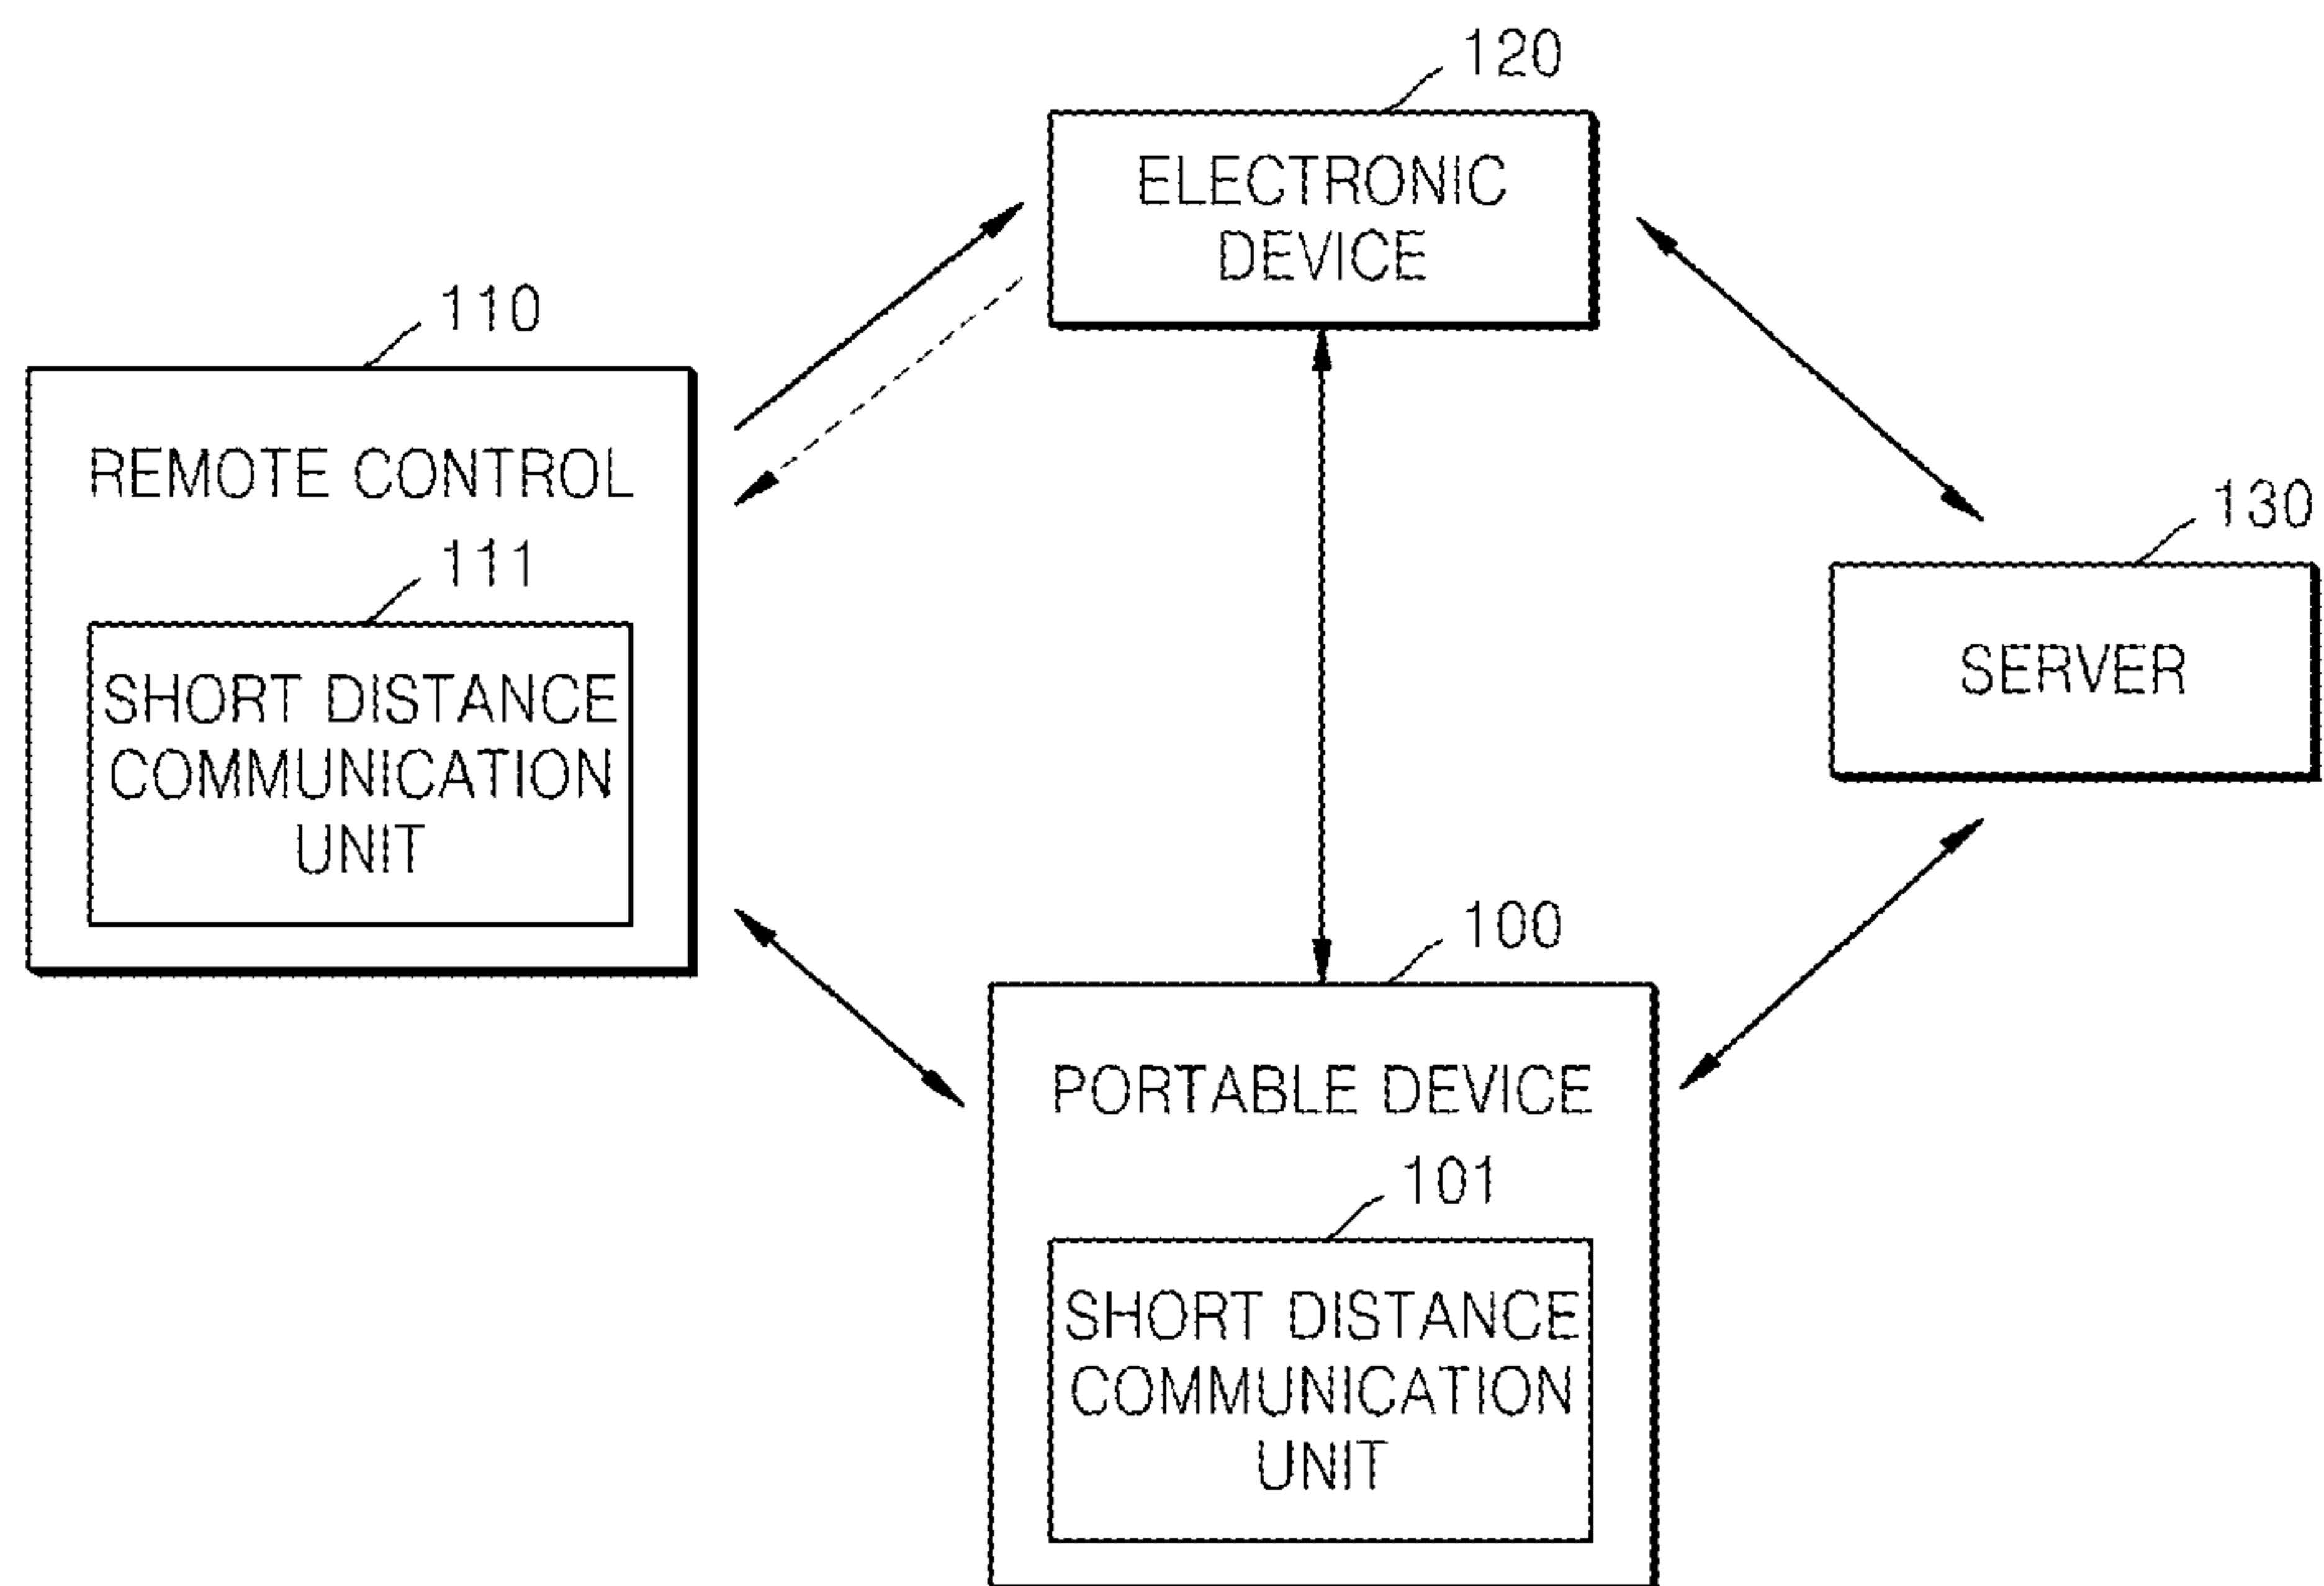 120
ELECTRONIC
DEVICE
110
REMOTE CONTROL
111
SHORT DISTANCE
COMMUNICATION
UNIT
130
SERVER
100
PORTABLE DEVICE
101
SHORT DISTANCE
COMMUNICATION
UNIT